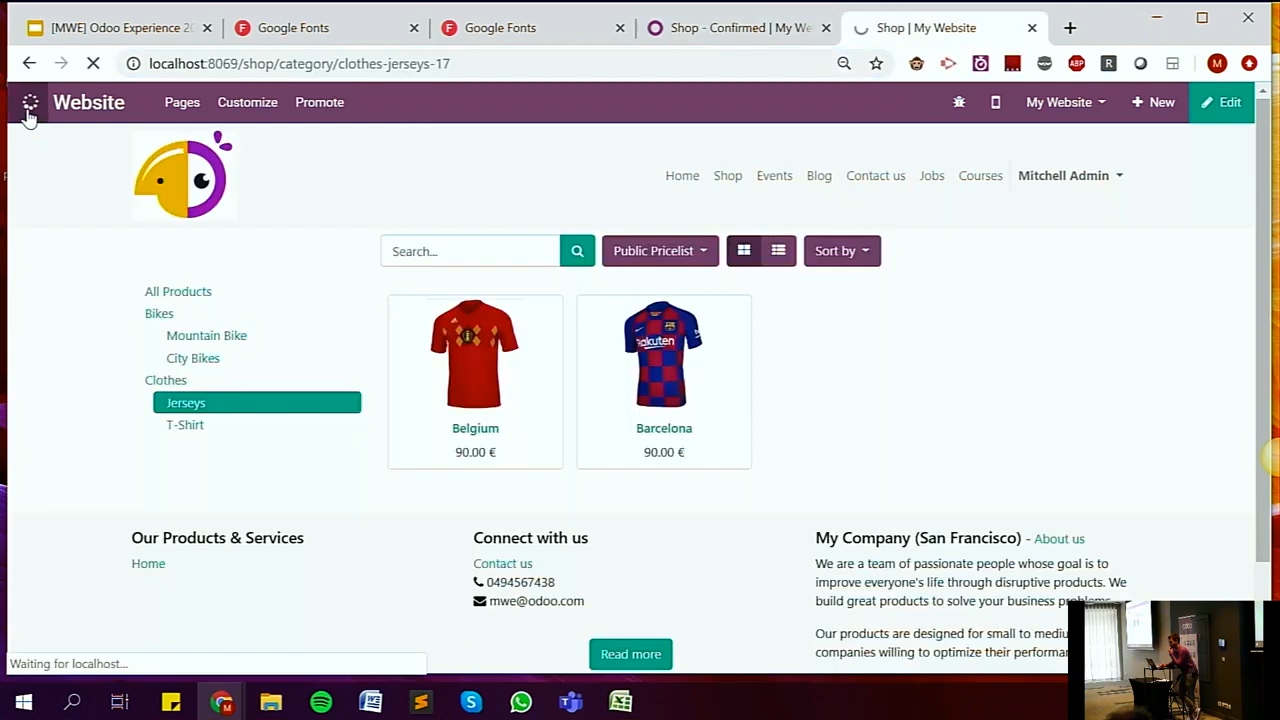 [MWE] Odoo Experience 20
Google Fonts
Google Fonts
Shop - Confirmed | My We
Shop | My Website
localhost:8069/shop/category/clothes-jerseys-17
ABP
R
M
Website
Pages
Customize
Promote
My Website
New
Edit
Home
Shop
Events
Blog
Contact us
Jobs
Courses
Mitchell Admin
Search...
Public Pricelist
Sort by
All Products
Bikes
Mountain Bike
City Bikes
Clothes
Jerseys
T-Shirt
Rakuten
Belgium
90.00 €
Barcelona
90.00 €
Our Products & Services
Home
Connect with us
Contact us
0494567438
mwe@odoo.com
Read more
My Company (San Francisco) - About us
We are a team of passionate people whose goal is to
improve everyone's life through disruptive products. We
build great products to solve your business problems.
Our products are designed for small to medium
companies willing to optimize their performa
Waiting for localhost...